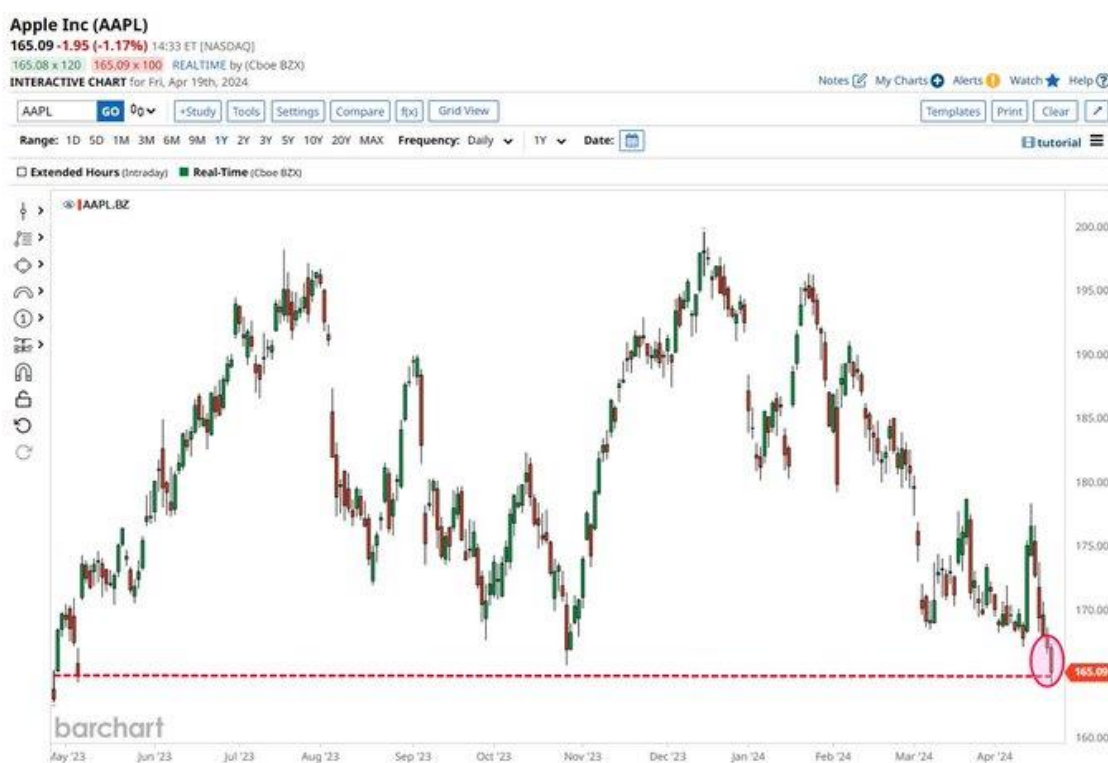 Apple Inc (AAPL)
165.09 -1.95 (-1.17%) 14:33 ET [NASDAQ]
165.08 x 120 165.09 x 100 REALTIME by (Cboe BZX)
INTERACTIVE CHART for Fri, Apr 19th, 2024
Notes My Charts Alerts Watch Help
AAPL GO +Study Tools Settings Compare f(x) Grid View Templates Print Clear
Range: 1D 5D 1M 3M 6M 9M 1Y 2Y 3Y 5Y 10Y 20Y MAX Frequency: Daily 1Y Date: tutorial
Extended Hours (Intraday) Real-Time (Cboe BZX)
AAPL.BZ
200.00
195.00
190.00
185.00
180.00
175.00
170.00
165.09
160.00
barchart
May '23 Jun '23 Jul '23 Aug '23 Sep '23 Oct '23 Nov '23 Dec '23 Jan '24 Feb '24 Mar '24 Apr '24